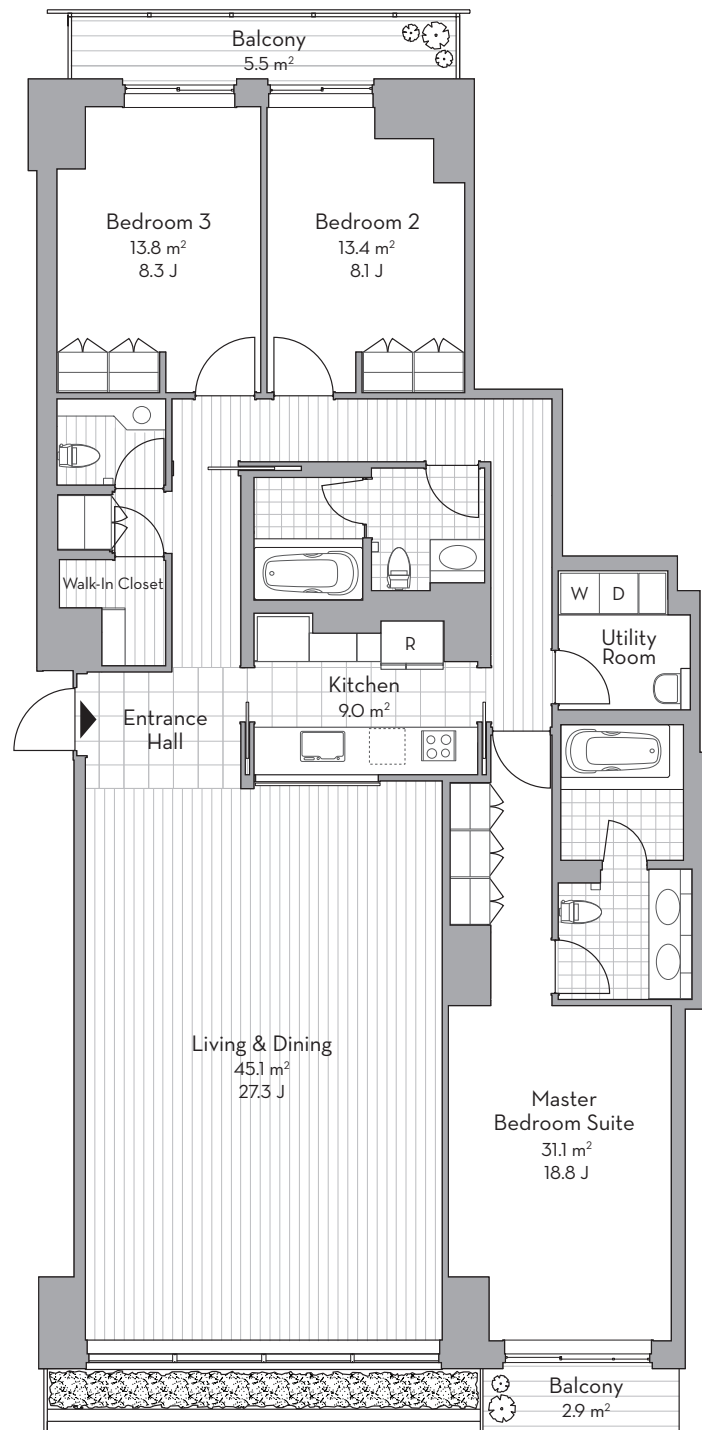 Balcony
5.5 m²
Bedroom 3
13.8 m²
8.3 J
Bedroom 2
13.4 m²
8.1 J
Walk-In Closet
W
D
Utility
Room
R
Kitchen
9.0 m²
Entrance
Hall
Living & Dining
45.1 m²
27.3 J
Master
Bedroom Suite
31.1 m²
18.8 J
Balcony
2.9 m²